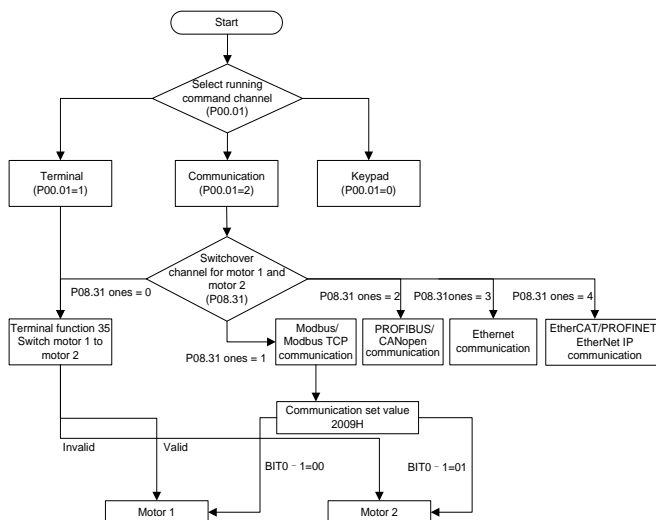 Start
Select running
command channel
(P00.01)
Terminal
(P00.01=1)
Communication
(P00.01=2)
Keypad
(P00.01=0)
Switchover
channel for motor 1 and
motor 2
(P08.31)
P08.31 ones = 0
P08.31 ones = 2
P08.31ones = 3
P08.31 ones = 4
Terminal function 35
Switch motor 1 to
motor 2
P08.31 ones = 1
Modbus/
Modbus TCP
communication
PROFIBUS/
CANopen
communication
Ethernet
communication
EtherCAT/PROFINET/
EtherNet IP
communication
Communication set value
2009H
Invalid
Valid
BIT0－1=00
BIT0－1=01
Motor 1
Motor 2